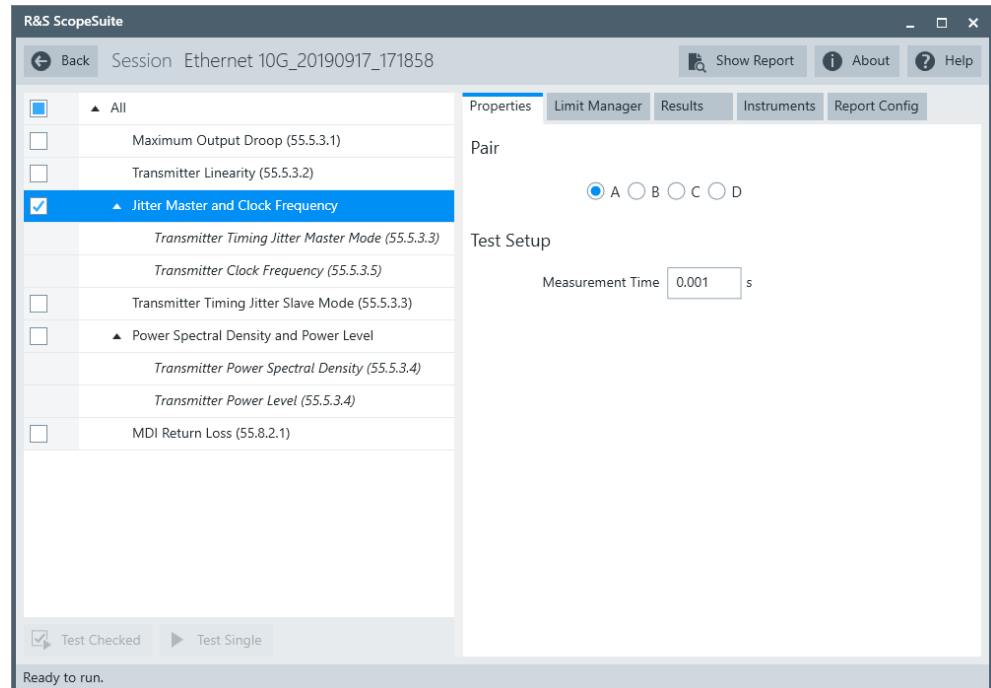 R&S ScopeSuite
Back Session Ethernet 10G_20190917_171858 Show Report About Help
All
Maximum Output Droop (55.5.3.1)
Transmitter Linearity (55.5.3.2)
Jitter Master and Clock Frequency
Transmitter Timing Jitter Master Mode (55.5.3.3)
Transmitter Clock Frequency (55.5.3.5)
Transmitter Timing Jitter Slave Mode (55.5.3.3)
Power Spectral Density and Power Level
Transmitter Power Spectral Density (55.5.3.4)
Transmitter Power Level (55.5.3.4)
MDI Return Loss (55.8.2.1)
Test Checked Test Single
Properties Limit Manager Results Instruments Report Config
Pair
A B C D
Test Setup
Measurement Time 0.001 s
Ready to run.